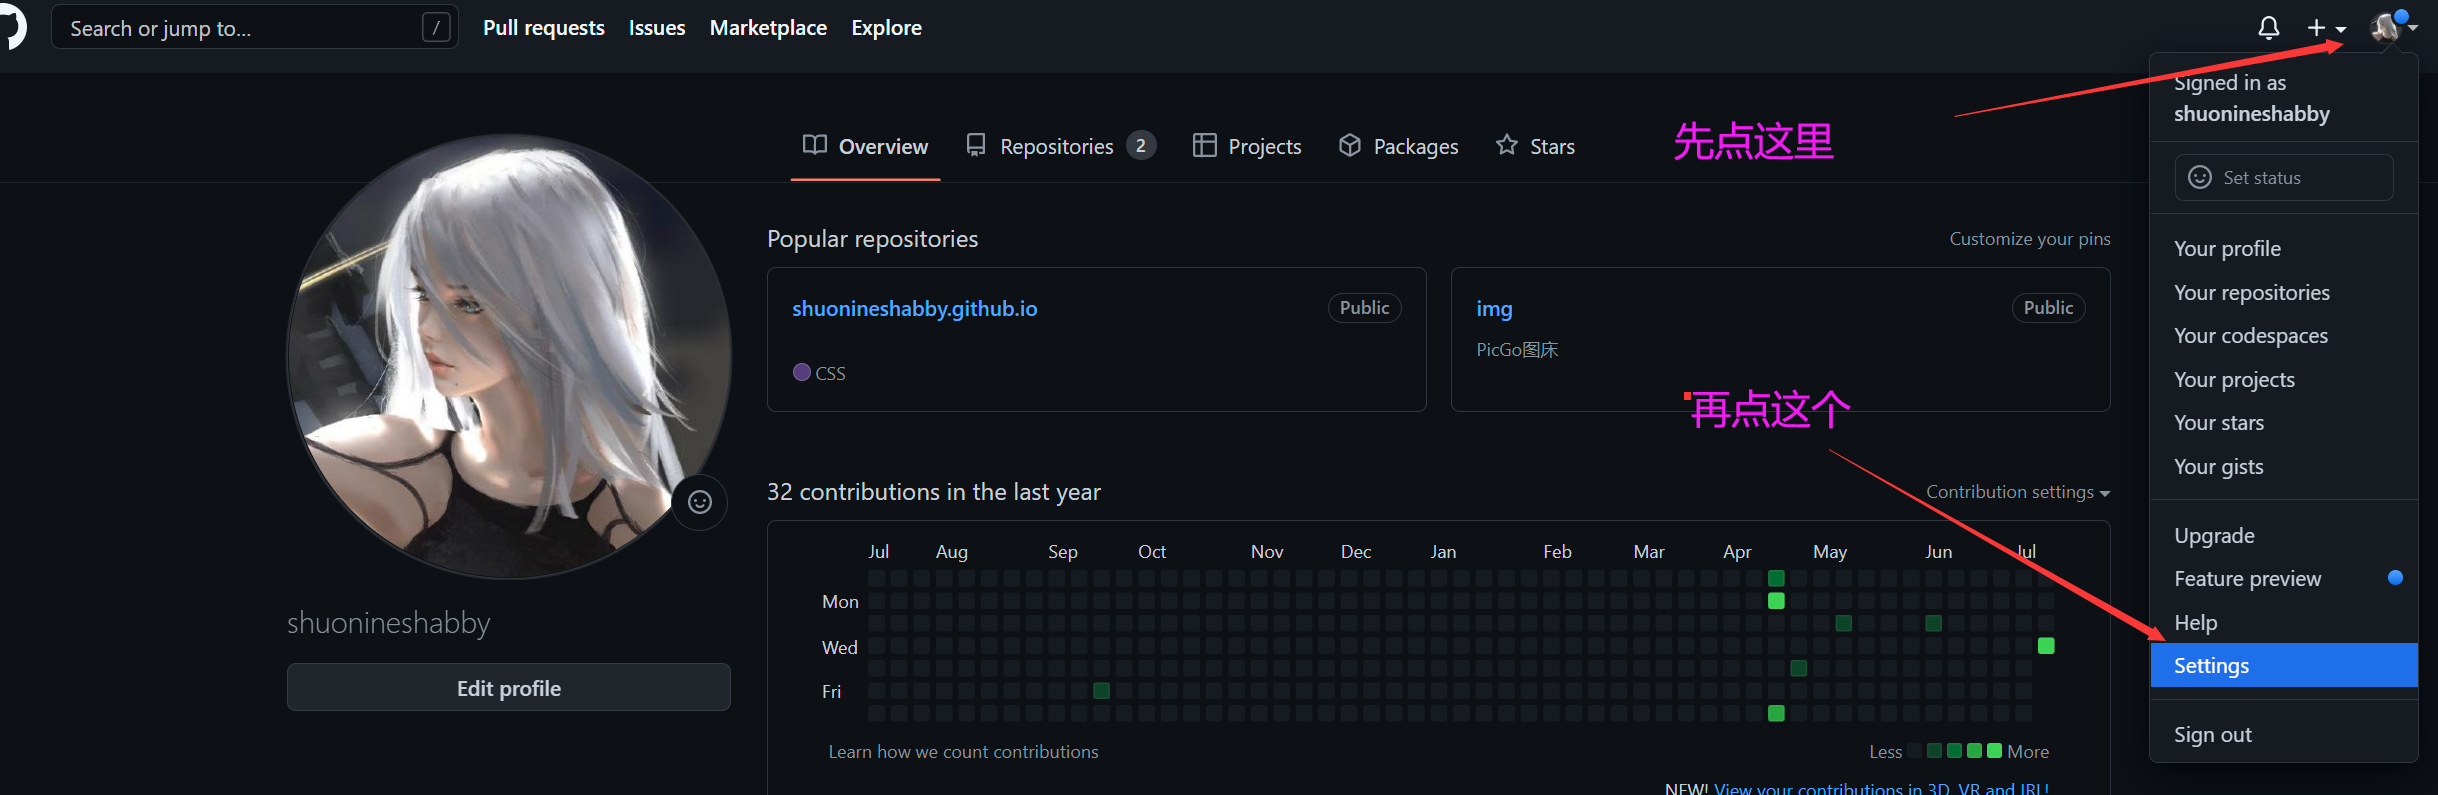 Search or jump to...
/
Pull requests
Issues
Marketplace
Explore
Signed in as
shuonineshabby
Set status
Your profile
Your repositories
Your codespaces
Your projects
Your stars
Your gists
Upgrade
Feature preview
Help
Settings
Sign out
Overview
Repositories 2
Projects
Packages
Stars
先点这里
Popular repositories
Customize your pins
shuonineshabby.github.io
Public
CSS
img
Public
PicGo图床
再点这个
32 contributions in the last year
Contribution settings
Jul Aug Sep Oct Nov Dec Jan Feb Mar Apr May Jun Jul
Mon
Wed
Fri
Learn how we count contributions
Less
More
NEW! View your contributions in 3D, VR and IRL!
shuonineshabby
Edit profile